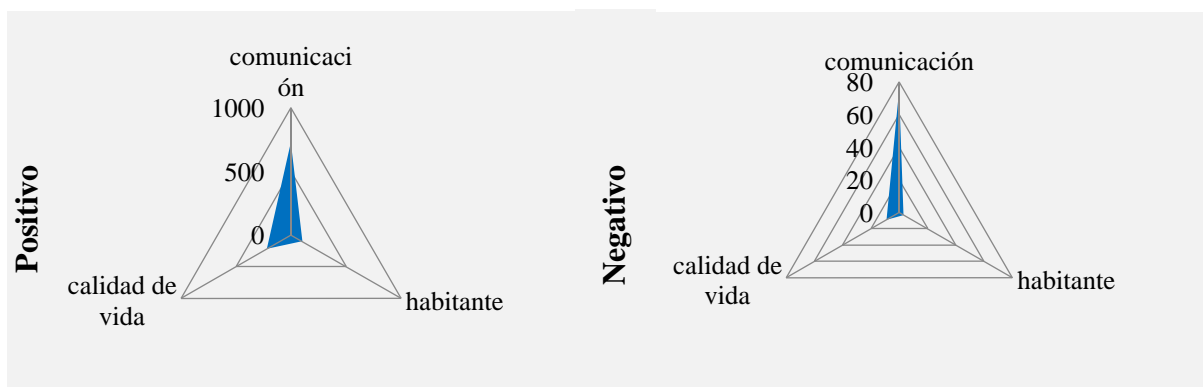 Positivo
comunicaci
ón
1000
500
0
calidad de
vida
habitante
Negativo
comunicación
80
60
40
20
0
calidad de
vida
habitante